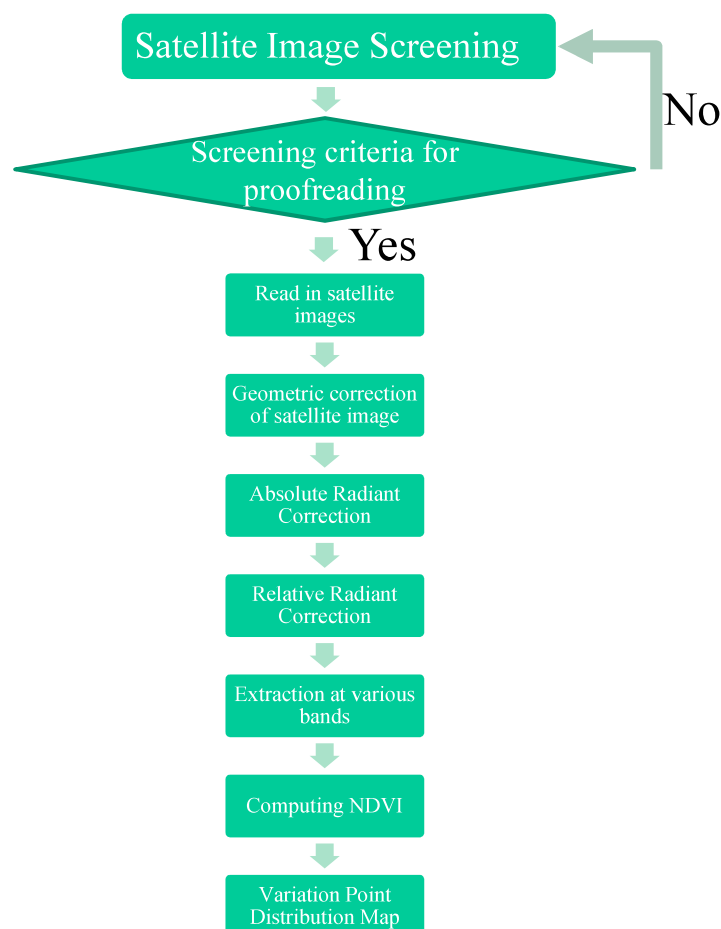 Satellite Image Screening
No
Screening criteria for
proofreading
Yes
Read in satellite
images
Geometric correction
of satellite image
Absolute Radiant
Correction
Relative Radiant
Correction
Extraction at various
bands
Computing NDVI
Variation Point
Distribution Map